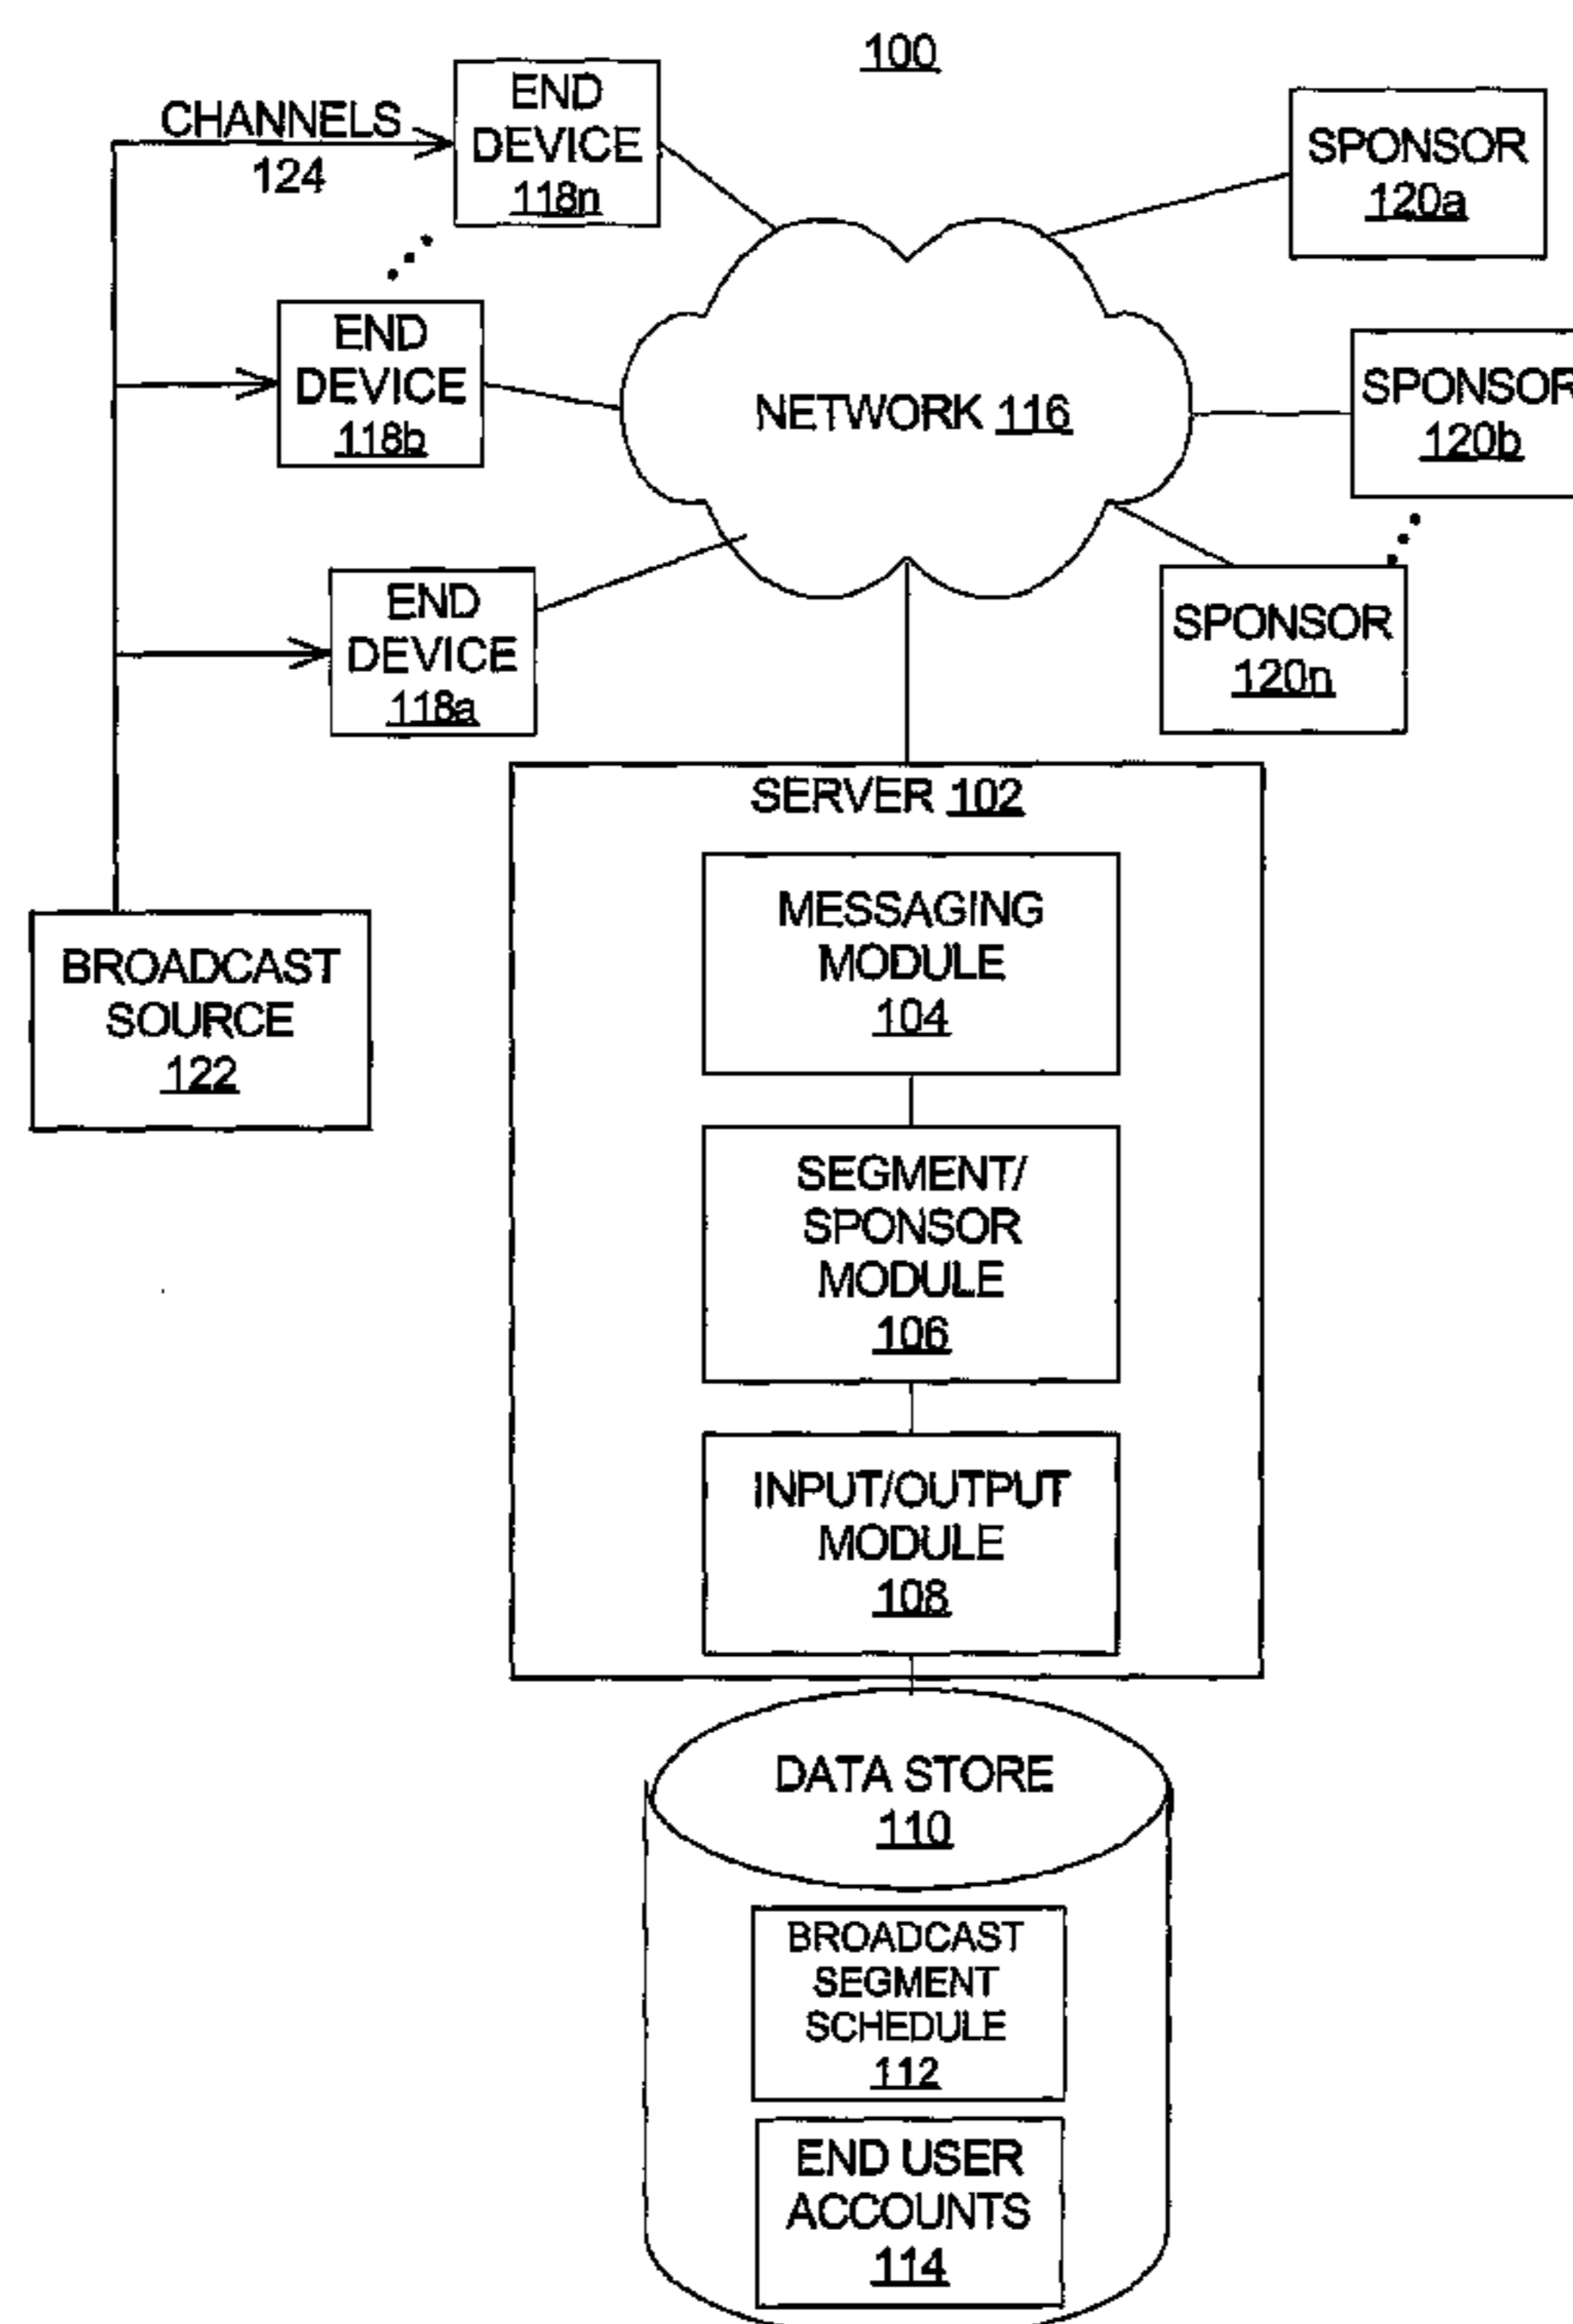 100
CHANNELS
124
END
DEVICE
118n
SPONSOR
120a
END
DEVICE
118b
NETWORK 116
SPONSOR
120b
END
DEVICE
118a
SPONSOR
120n
SERVER 102
MESSAGING
MODULE
104
BROADCAST
SOURCE
122
SEGMENT/
SPONSOR
MODULE
106
INPUT/OUTPUT
MODULE
108
DATA STORE
110
BROADCAST
SEGMENT
SCHEDULE
112
END USER
ACCOUNTS
114